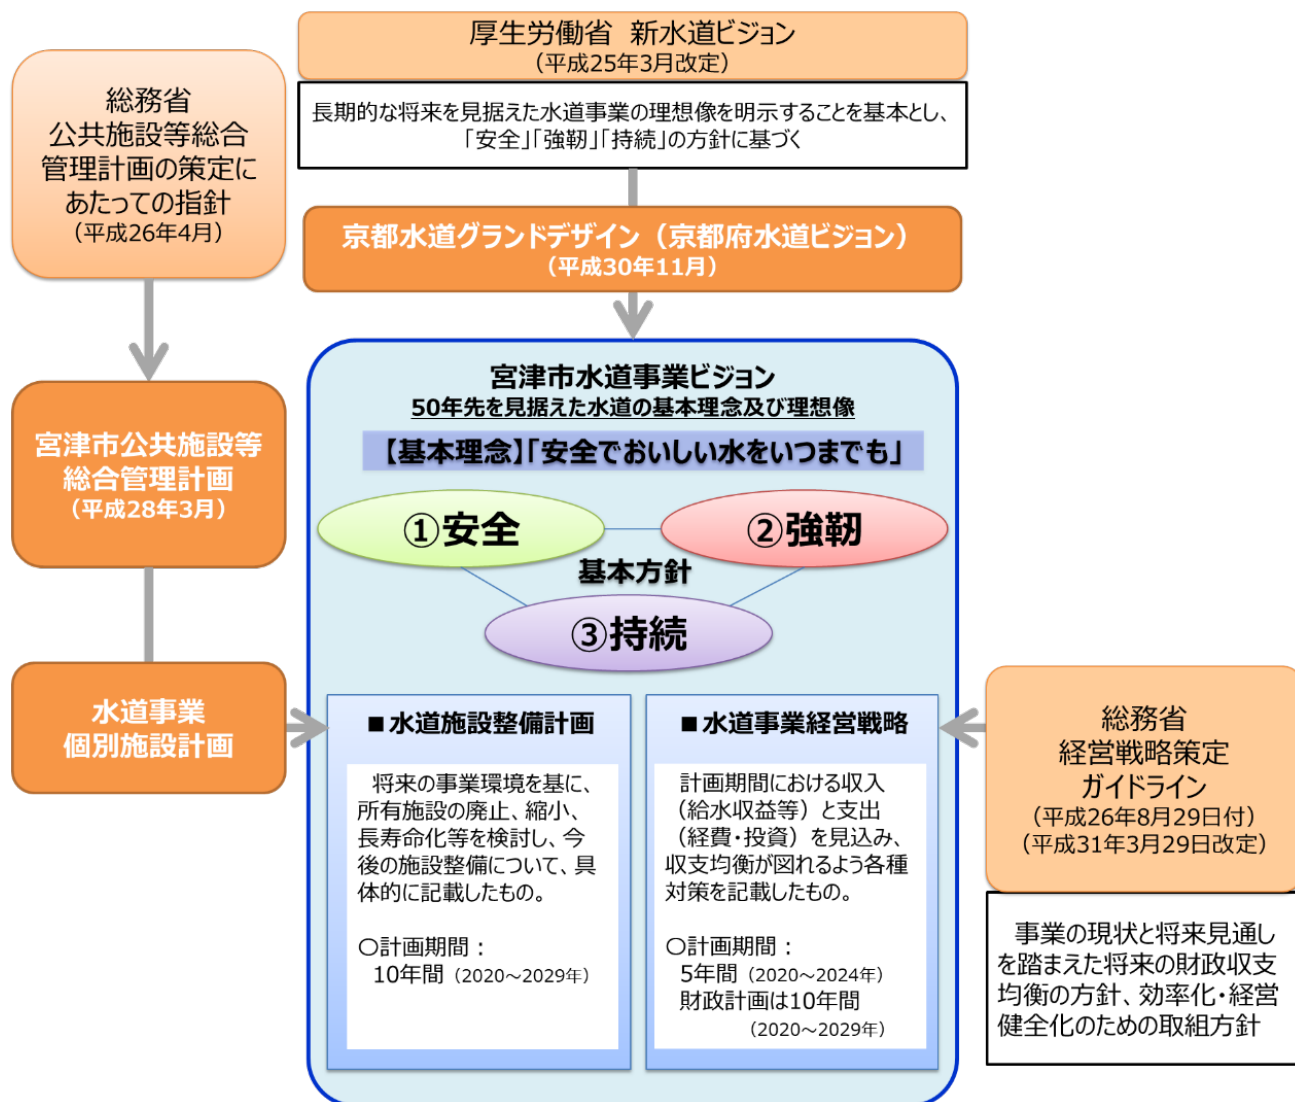 厚生労働省 新水道ビジョン
（平成25年3月改定）
長期的な将来を見据えた水道事業の理想像を明示することを基本とし、
「安全」「強靭」「持続」の方針に基づく
総務省
公共施設等総合
管理計画の策定に
あたっての指針
（平成26年4月）
京都水道グランドデザイン（京都府水道ビジョン）
（平成30年11月）
宮津市公共施設等
総合管理計画
（平成28年3月）
水道事業
個別施設計画
宮津市水道事業ビジョン
50年先を見据えた水道の基本理念及び理想像
【基本理念】「安全でおいしい水をいつまでも」
①安全
②強靭
基本方針
③持続
■水道施設整備計画
将来の事業環境を基に、
所有施設の廃止、縮小、
長寿命化等を検討し、今
後の施設整備について、具
体的に記載したもの。
〇計画期間：
10年間（2020～2029年）
■水道事業経営戦略
計画期間における収入
（給水収益等）と支出
（経費・投資）を見込み、
収支均衡が図れるよう各種
対策を記載したもの。
〇計画期間：
5年間（2020～2024年）
財政計画は10年間
（2020～2029年）
総務省
経営戦略策定
ガイドライン
（平成26年8月29日付）
（平成31年3月29日改定）
事業の現状と将来見通し
を踏まえた将来の財政収支
均衡の方針、効率化・経営
健全化のための取組方針